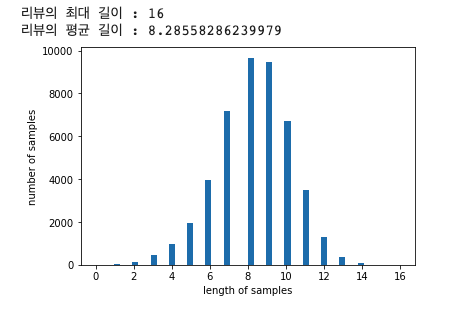 리뷰의 최대 길이 : 16
리뷰의 평균 길이 : 8.28558286239979
10000
8000
6000
4000
2000
0
number of samples
0 2 4 6 8 10 12 14 16
length of samples